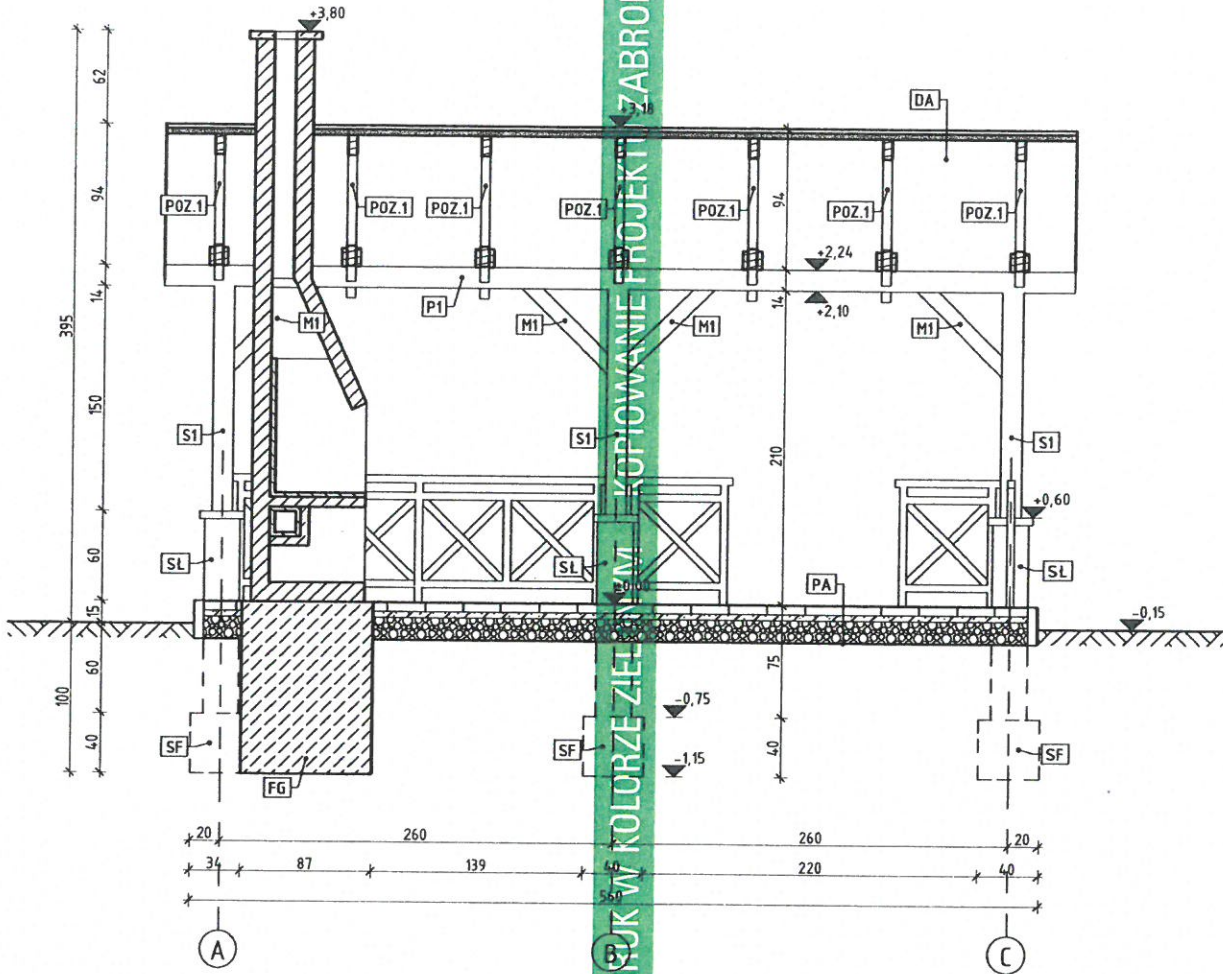 +3,80
62
+3,18
DA
94
POZ.1
POZ.1
POZ.1
POZ.1
POZ.1
POZ.1
POZ.1
94
+2,24
14
P1
14
+2,10
M1
M1
M1
M1
395
150
S1
S1
S1
210
+0,60
60
SŁ
SŁ
SŁ
PA
±0,00
15
-0,15
60
75
100
-0,75
40
SF
SF
40
SF
-1,15
FG
20
260
260
20
34
87
139
40
220
40
560
A
B
C
KOPIOWANIE PROJEKTU
W KOLORZE